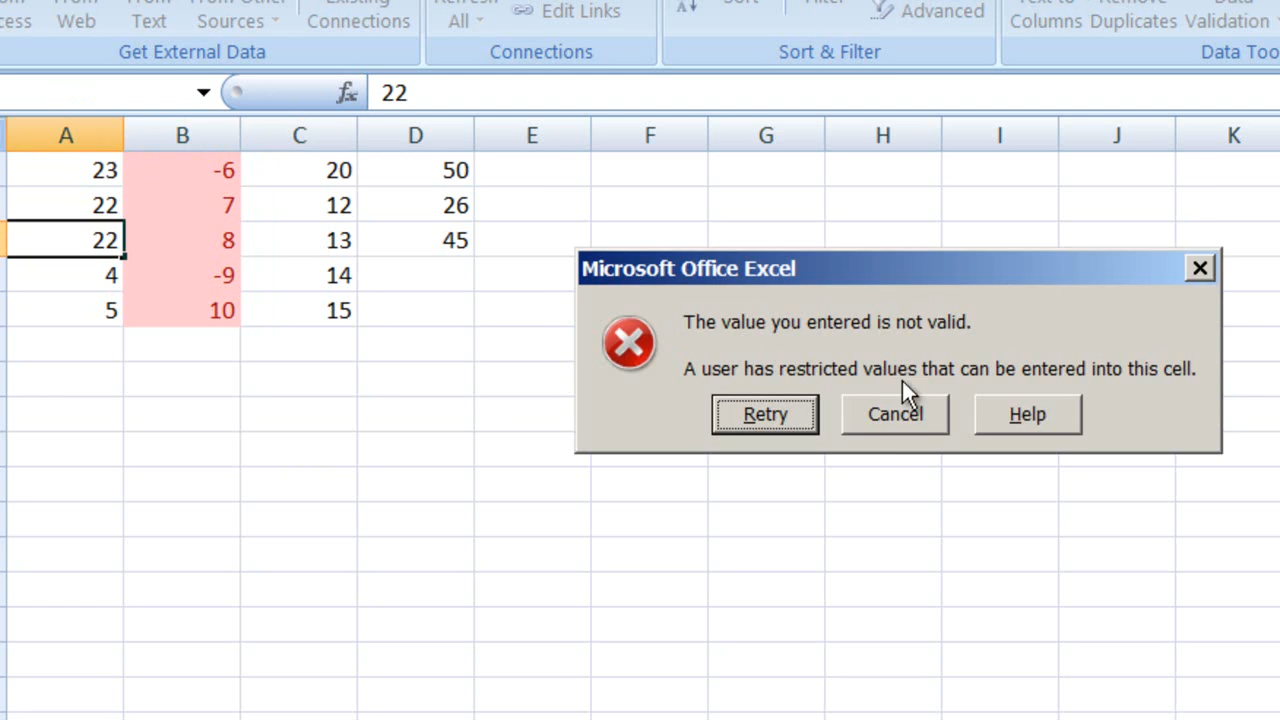 cess Web Text Sources Connections
All Edit Links
Advanced
Columns Duplicates Validation
Get External Data Connections Sort & Filter Data Too
fx 22
A B C D E F G H I J K
23 -6 20 50
22 7 12 26
22 8 13 45
4 -9 14
5 10 15
Microsoft Office Excel
The value you entered is not valid.
A user has restricted values that can be entered into this cell.
Retry Cancel Help